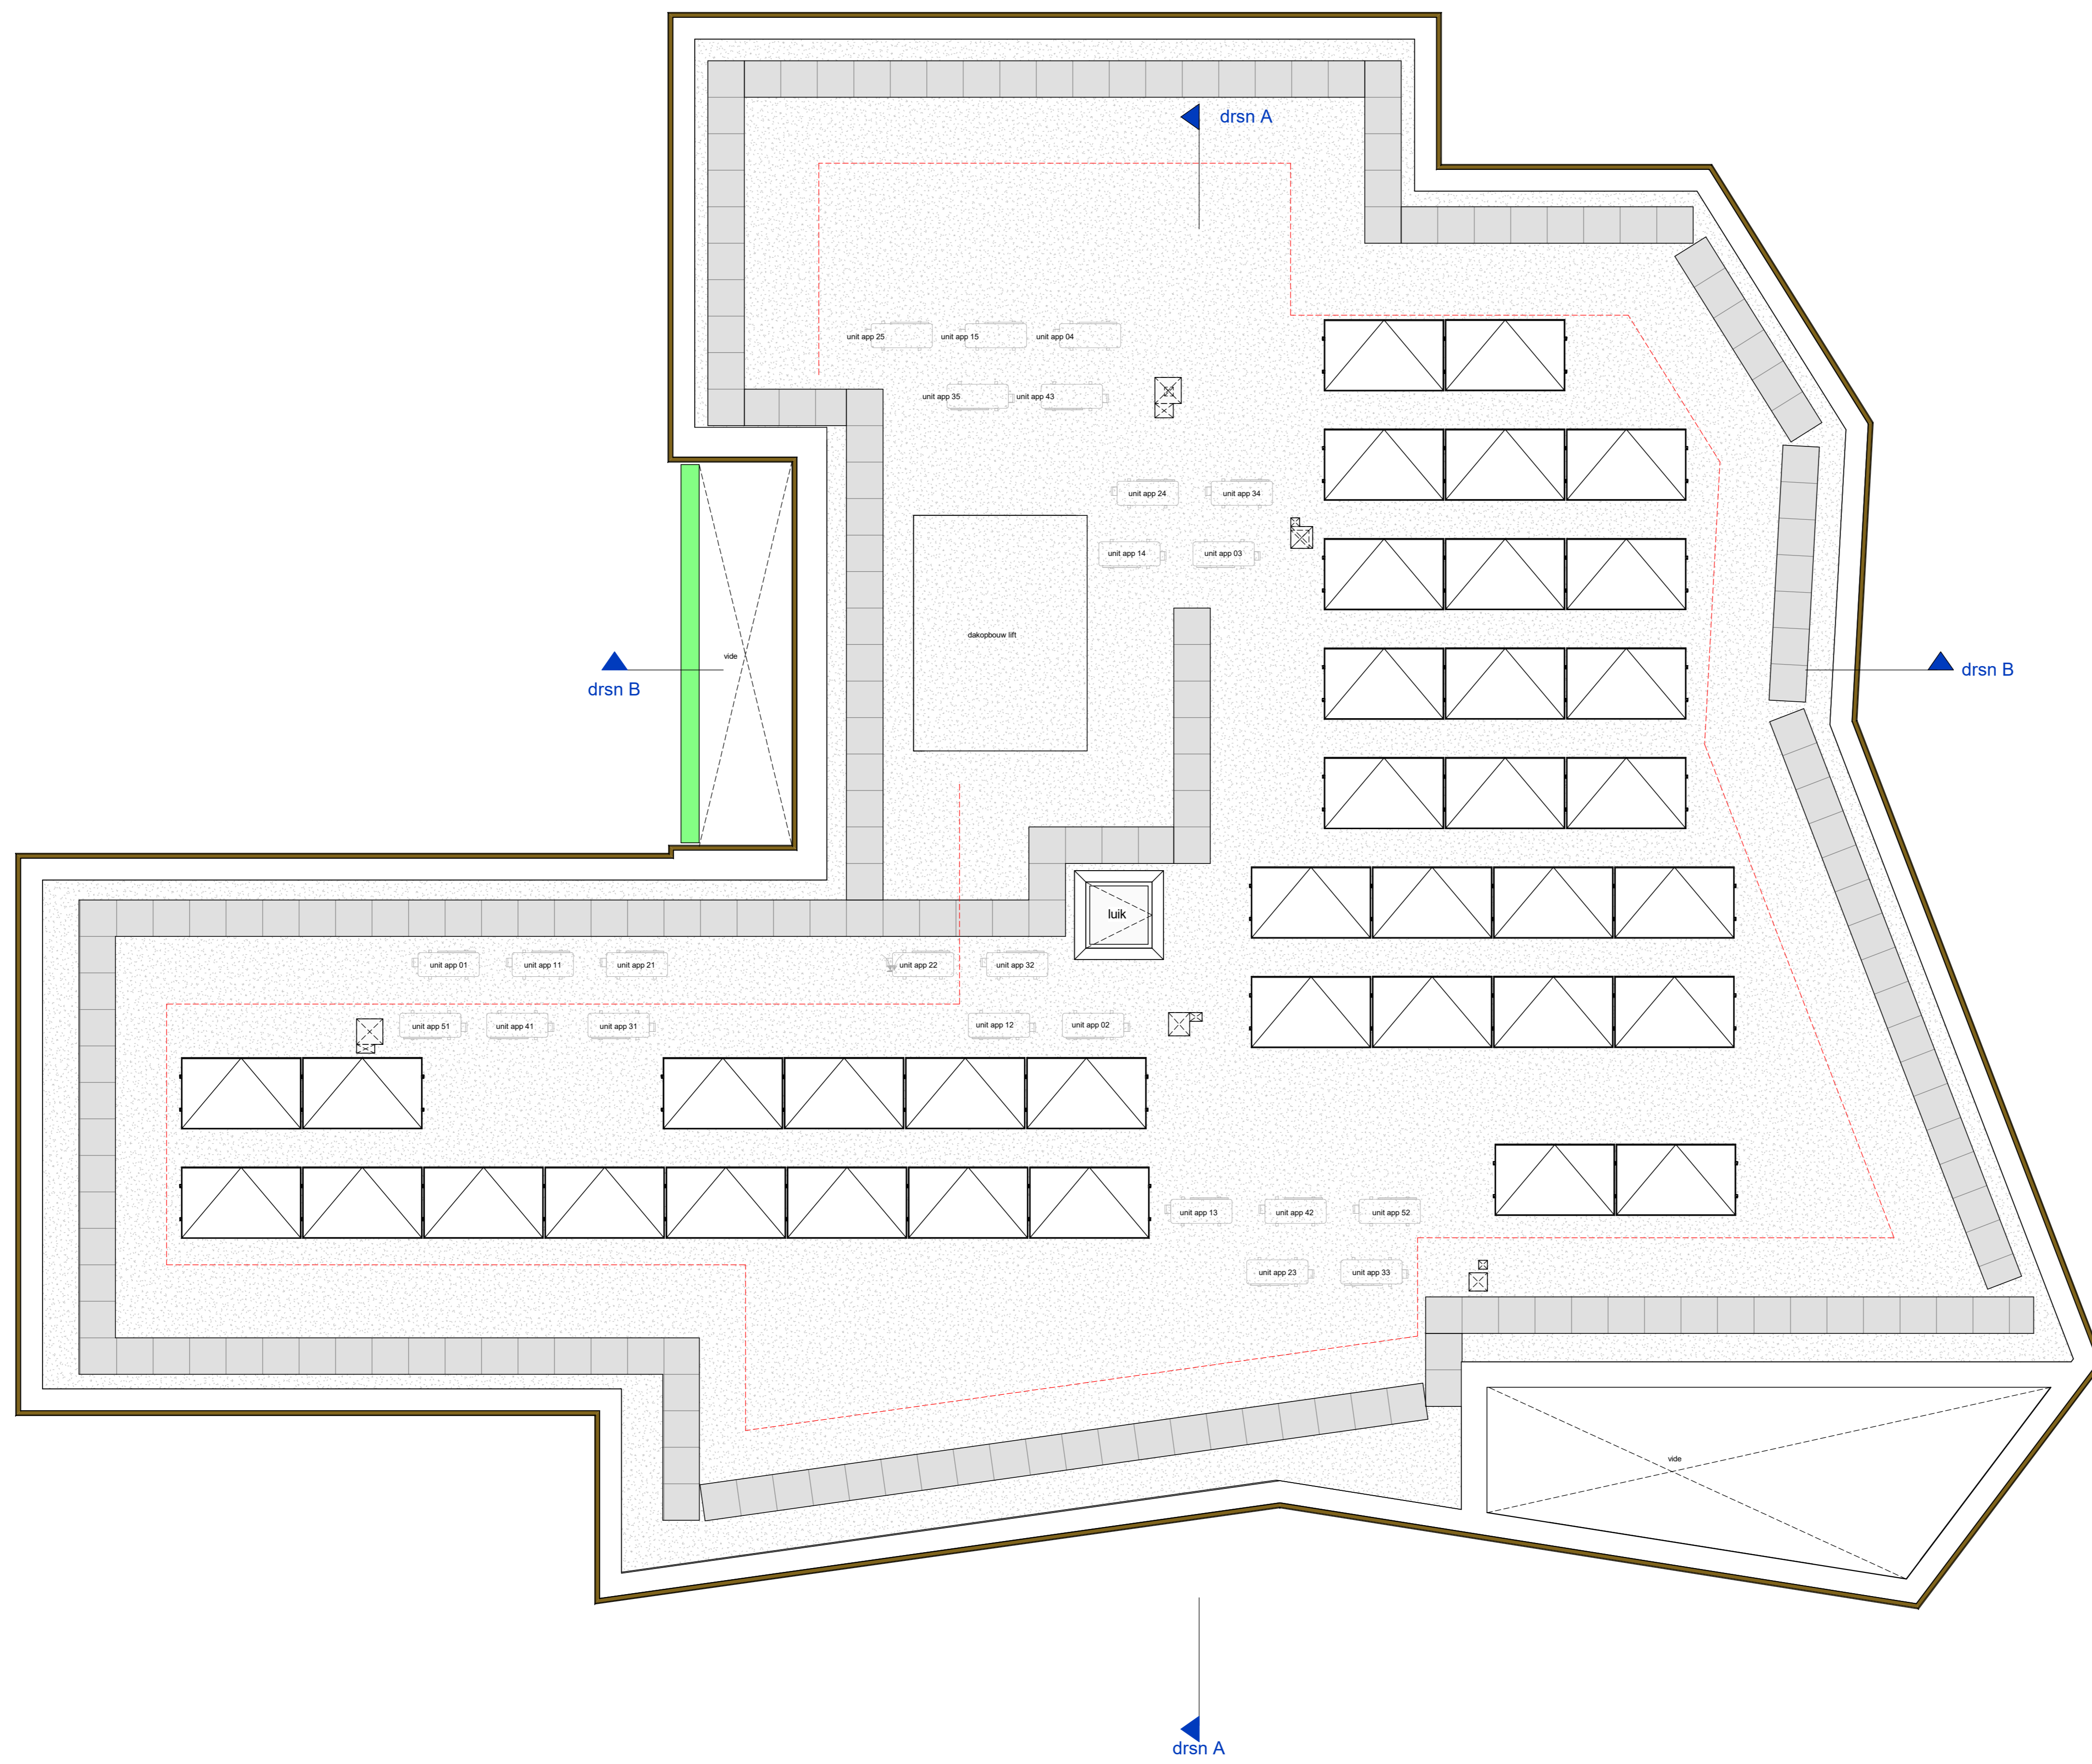 drsn A
unit app 25
unit app 15
unit app 04
unit app 35
unit app 43
unit app 24
unit app 34
unit app 14
unit app 03
dakopbouw lift
vide
drsn B
drsn B
luik
unit app 01
unit app 11
unit app 21
unit app 22
unit app 32
unit app 51
unit app 41
unit app 31
unit app 12
unit app 02
unit app 13
unit app 42
unit app 52
unit app 23
unit app 33
vide
drsn A